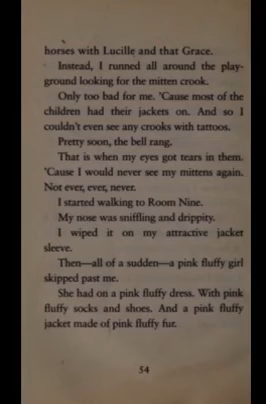 horses with Lucille and that Grace.
Instead, I runned all around the play-
ground looking for the mitten crook.
Only too bad for me. 'Cause most of the
children had their jackets on. And so I
couldn't even see any crooks with tattoos.
Pretty soon, the bell rang.
That is when my eyes got tears in them.
'Cause I would never see my mittens again.
Not ever, ever, never.
I started walking to Room Nine.
My nose was sniffling and drippity.
I wiped it on my attractive jacket
sleeve.
Then—all of a sudden—a pink fluffy girl
skipped past me.
She had on a pink fluffy dress. With pink
fluffy socks and shoes. And a pink fluffy
jacket made of pink fluffy fur.
54